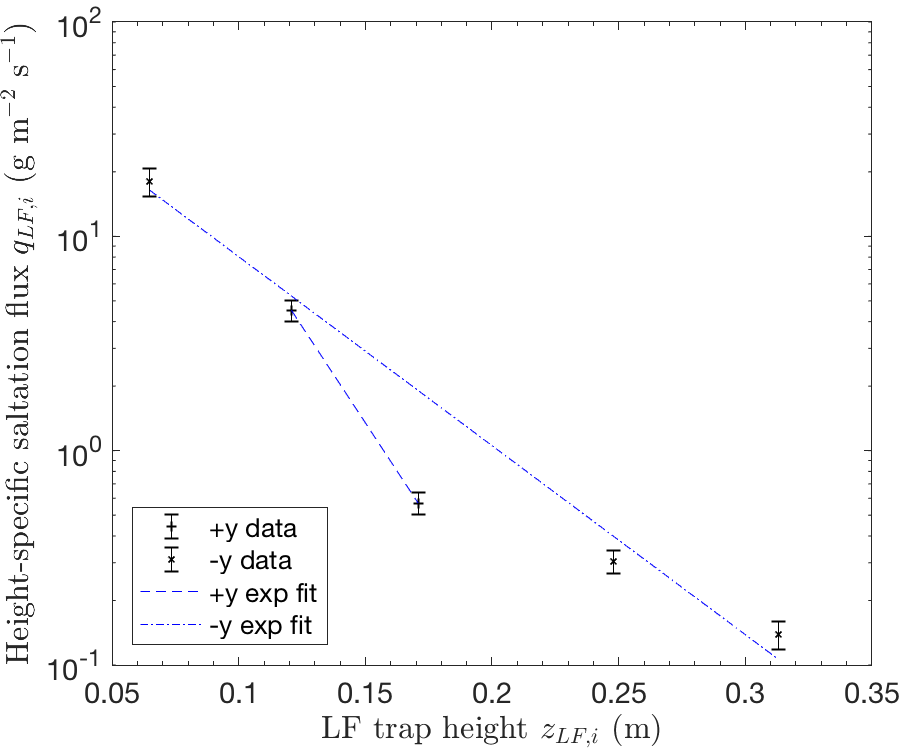 Height-specific saltation flux q_{LF,i} (g m^{-2} s^{-1})
10^2
10^1
10^0
10^{-1}
+y data
-y data
+y exp fit
-y exp fit
0.05 0.1 0.15 0.2 0.25 0.3 0.35
LF trap height z_{LF,i} (m)